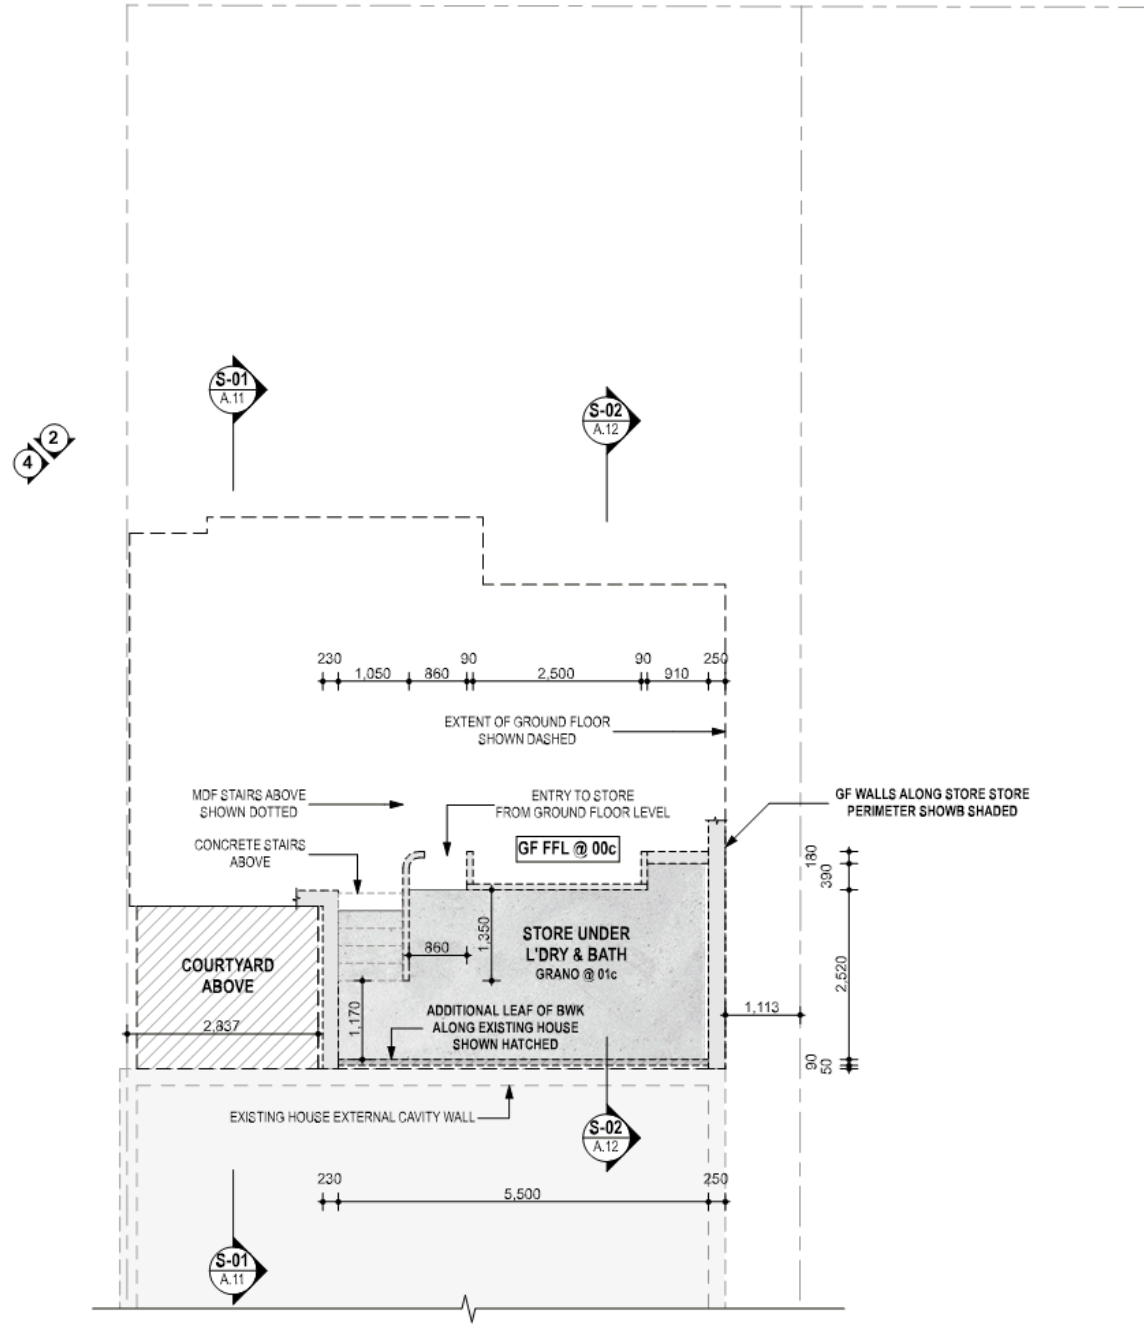 S-01
A.11
S-02
A.12
2
4
230
1,050
860
90
2,500
90
910
250
EXTENT OF GROUND FLOOR
SHOWN DASHED
MDF STAIRS ABOVE
SHOWN DOTTED
ENTRY TO STORE
FROM GROUND FLOOR LEVEL
GF WALLS ALONG STORE STORE
PERIMETER SHOWB SHADED
CONCRETE STAIRS
ABOVE
GF FFL @ 00c
180
390
1,350
STORE UNDER
L'DRY & BATH
GRANO @ 01c
860
COURTYARD
ABOVE
2,520
1,170
ADDITIONAL LEAF OF BWK
ALONG EXISTING HOUSE
SHOWN HATCHED
1,113
2,837
90
50
EXISTING HOUSE EXTERNAL CAVITY WALL
S-02
A.12
230
5,500
250
S-01
A.11